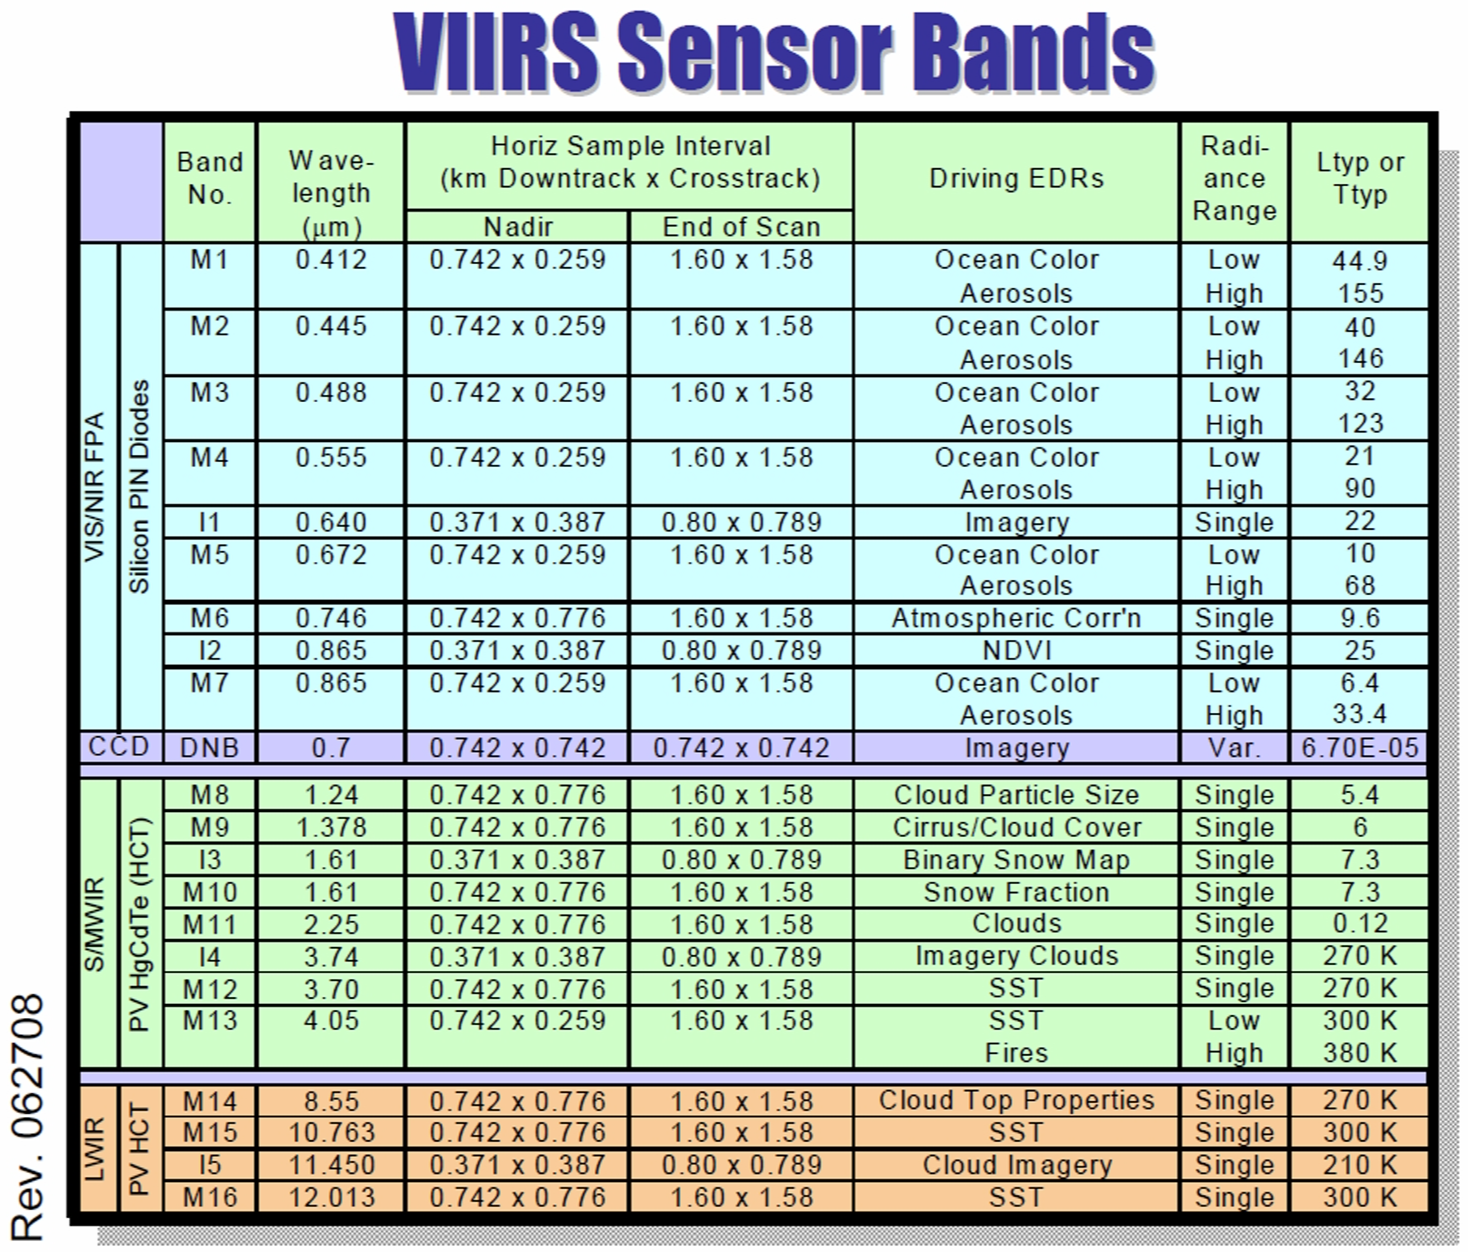 VIIRS Sensor Bands
Band No. Wave-length (μm) Horiz Sample Interval (km Downtrack x Crosstrack) Driving EDRs Radi-ance Range Ltyp or Ttyp
Nadir End of Scan
VIS/NIR FPA
Silicon PIN Diodes
M1 0.412 0.742 x 0.259 1.60 x 1.58 Ocean Color Low 44.9
Aerosols High 155
M2 0.445 0.742 x 0.259 1.60 x 1.58 Ocean Color Low 40
Aerosols High 146
M3 0.488 0.742 x 0.259 1.60 x 1.58 Ocean Color Low 32
Aerosols High 123
M4 0.555 0.742 x 0.259 1.60 x 1.58 Ocean Color Low 21
Aerosols High 90
I1 0.640 0.371 x 0.387 0.80 x 0.789 Imagery Single 22
M5 0.672 0.742 x 0.259 1.60 x 1.58 Ocean Color Low 10
Aerosols High 68
M6 0.746 0.742 x 0.776 1.60 x 1.58 Atmospheric Corr'n Single 9.6
I2 0.865 0.371 x 0.387 0.80 x 0.789 NDVI Single 25
M7 0.865 0.742 x 0.259 1.60 x 1.58 Ocean Color Low 6.4
Aerosols High 33.4
CCD DNB 0.7 0.742 x 0.742 0.742 x 0.742 Imagery Var. 6.70E-05
S/MWIR
PV HgCdTe (HCT)
M8 1.24 0.742 x 0.776 1.60 x 1.58 Cloud Particle Size Single 5.4
M9 1.378 0.742 x 0.776 1.60 x 1.58 Cirrus/Cloud Cover Single 6
I3 1.61 0.371 x 0.387 0.80 x 0.789 Binary Snow Map Single 7.3
M10 1.61 0.742 x 0.776 1.60 x 1.58 Snow Fraction Single 7.3
M11 2.25 0.742 x 0.776 1.60 x 1.58 Clouds Single 0.12
I4 3.74 0.371 x 0.387 0.80 x 0.789 Imagery Clouds Single 270 K
M12 3.70 0.742 x 0.776 1.60 x 1.58 SST Single 270 K
M13 4.05 0.742 x 0.259 1.60 x 1.58 SST Low 300 K
Fires High 380 K
LWIR
PV HCT
M14 8.55 0.742 x 0.776 1.60 x 1.58 Cloud Top Properties Single 270 K
M15 10.763 0.742 x 0.776 1.60 x 1.58 SST Single 300 K
I5 11.450 0.371 x 0.387 0.80 x 0.789 Cloud Imagery Single 210 K
M16 12.013 0.742 x 0.776 1.60 x 1.58 SST Single 300 K
Rev. 062708